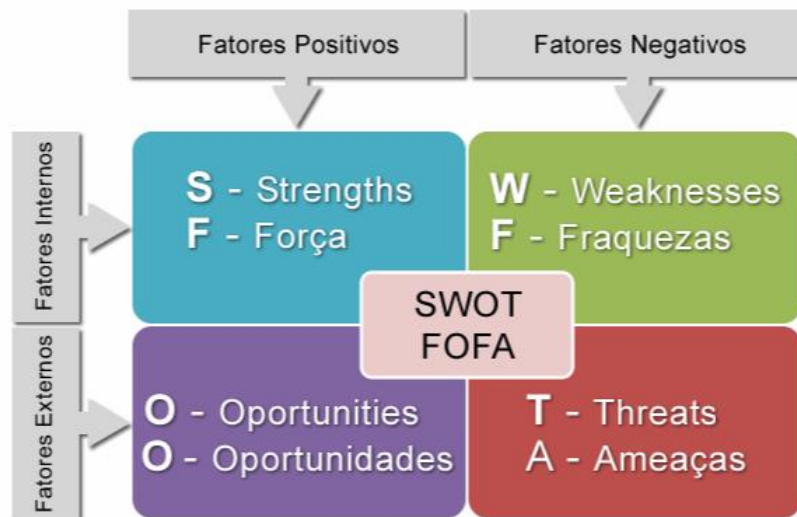 Fatores Positivos
Fatores Negativos
Fatores Internos
S - Strengths
F - Força
W - Weaknesses
F - Fraquezas
SWOT
FOFA
Fatores Externos
O - Oportunities
O - Oportunidades
T - Threats
A - Ameaças